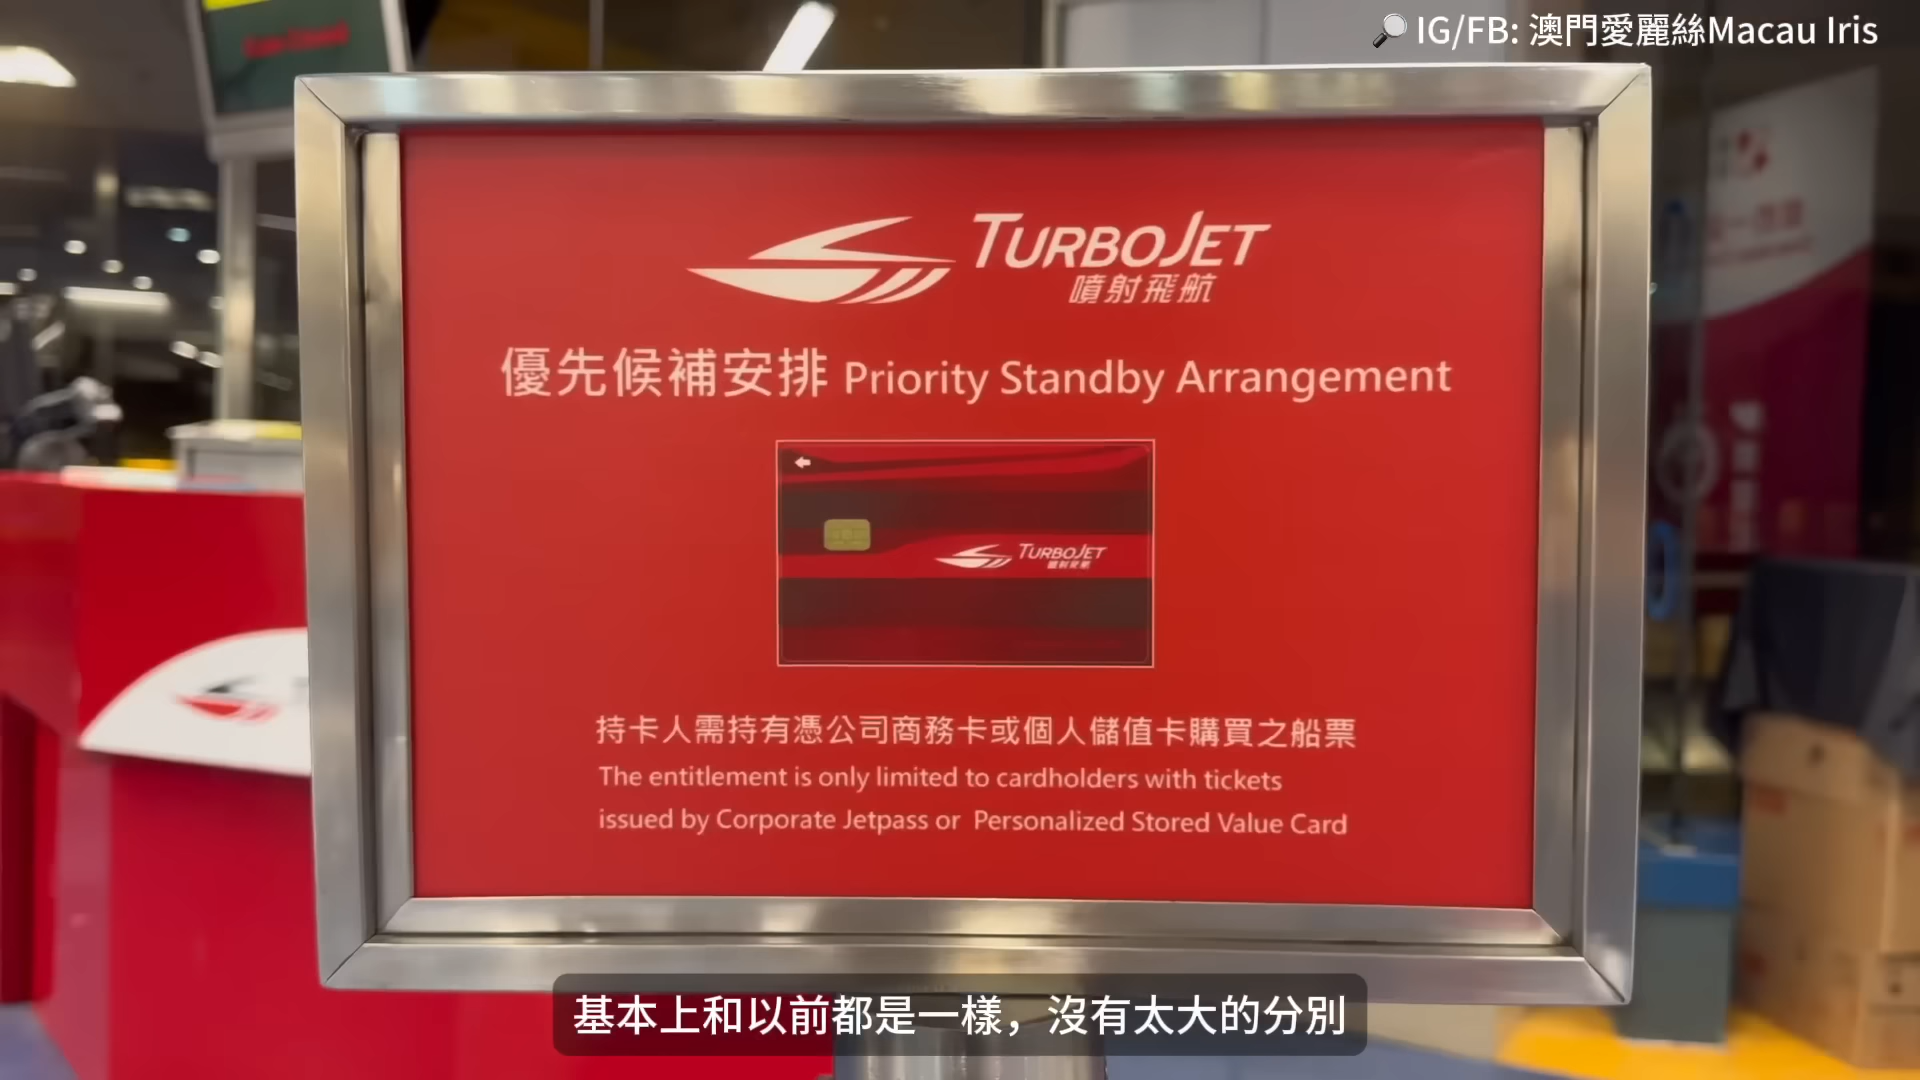 🔎 IG/FB: 澳門愛麗絲Macau Iris
TURBOJET
噴射飛航
優先候補安排 Priority Standby Arrangement
TURBOJET
噴射飛航
持卡人需持有憑公司商務卡或個人儲值卡購買之船票
The entitlement is only limited to cardholders with tickets
issued by Corporate Jetpass or Personalized Stored Value Card
基本上和以前都是一樣，沒有太大的分別